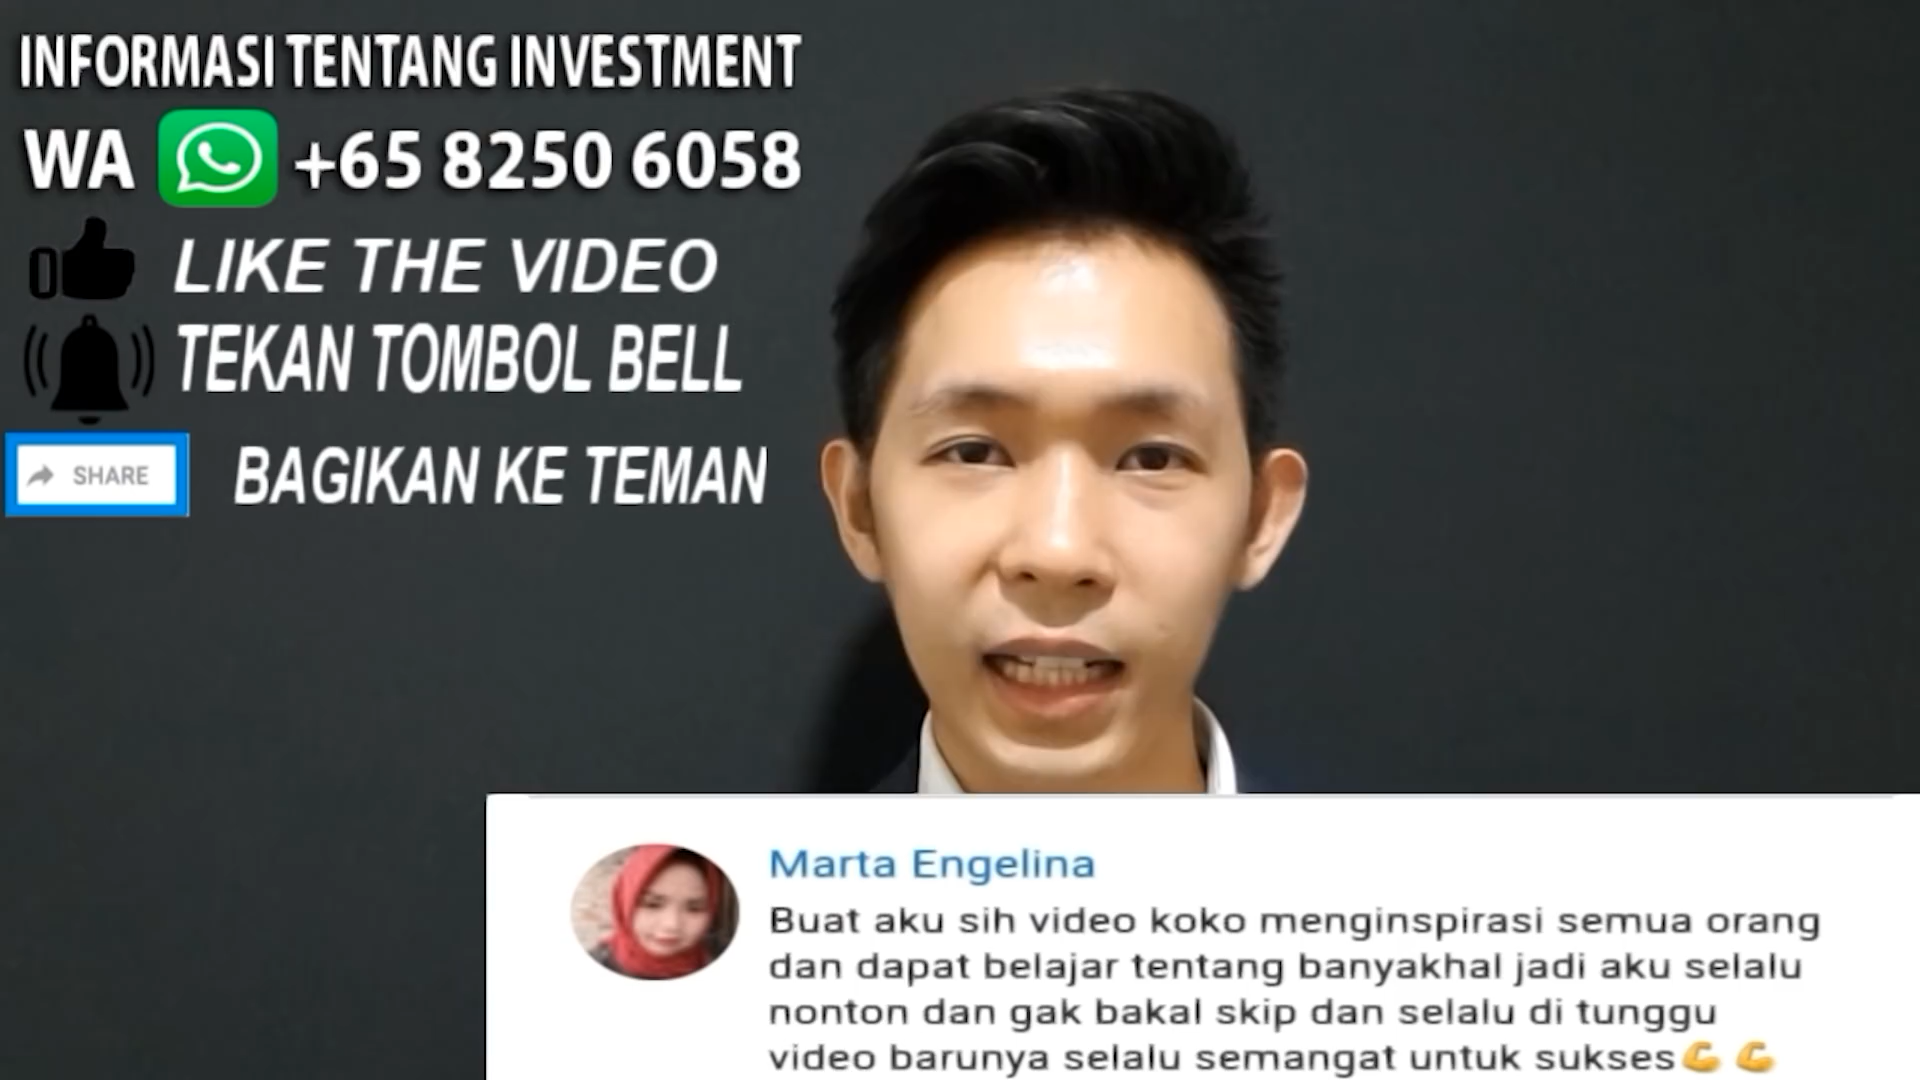 INFORMASI TENTANG INVESTMENT
WA +65 8250 6058
LIKE THE VIDEO
TEKAN TOMBOL BELL
SHARE BAGIKAN KE TEMAN
Marta Engelina
Buat aku sih video koko menginspirasi semua orang
dan dapat belajar tentang banyakhal jadi aku selalu
nonton dan gak bakal skip dan selalu di tunggu
video barunya selalu semangat untuk sukses💪 💪